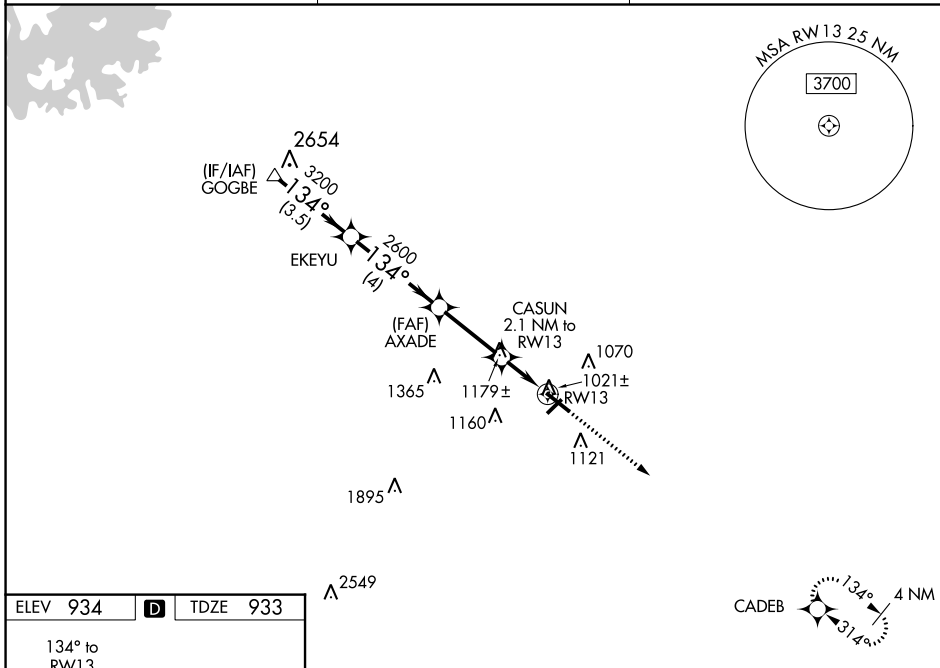 MSA RW13 25 NM
3700
2654
(IF/IAF)
GOGBE
3200
134°
(3.5)
EKEYU
2600
134°
(4)
(FAF)
AXADE
CASUN
2.1 NM to
RW13
1070
1365
1179±
1021±
RW13
1160
1121
1895
2549
CADEB
134°
4 NM
314°
ELEV 934
D
TDZE 933
134° to
RW13